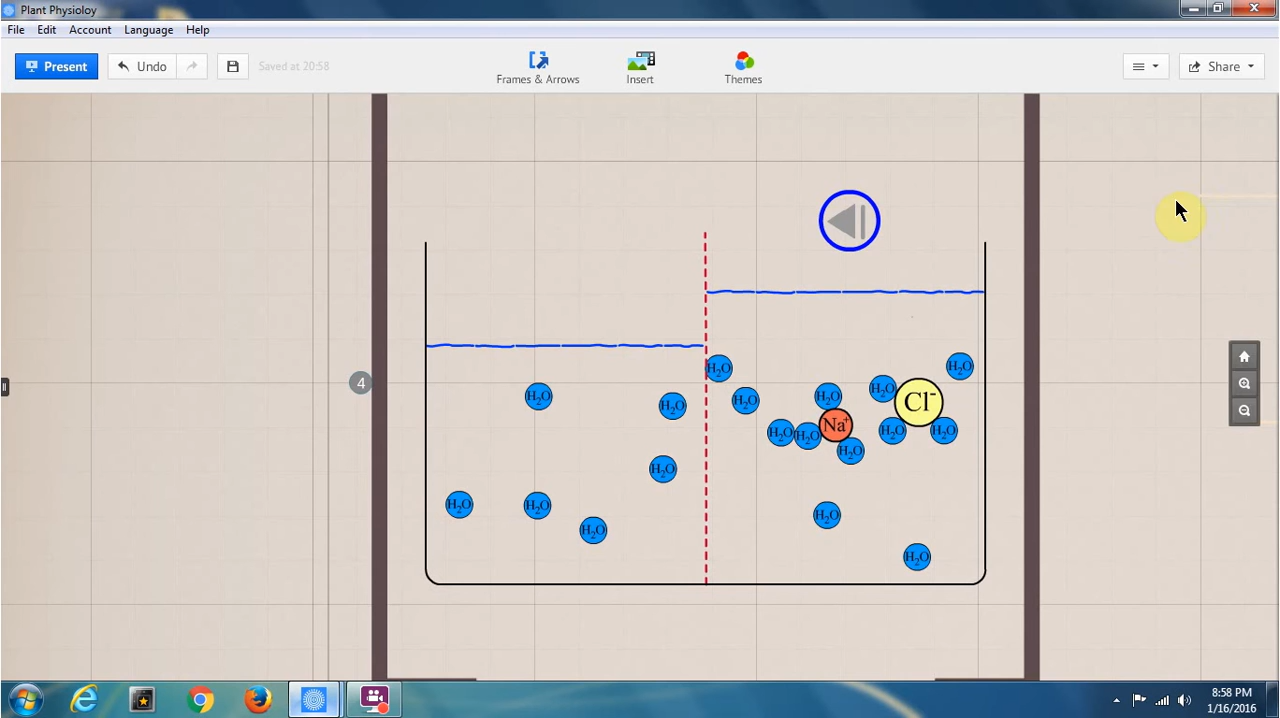 Plant Physioloy
File Edit Account Language Help
Present Undo Saved at 20:58 Frames & Arrows Insert Themes Share
4
H₂O H₂O
H₂O H₂O H₂O H₂O Cl⁻
H₂O H₂O Na⁺
H₂O H₂O H₂O H₂O
H₂O H₂O
H₂O H₂O H₂O
H₂O H₂O
8:58 PM
1/16/2016